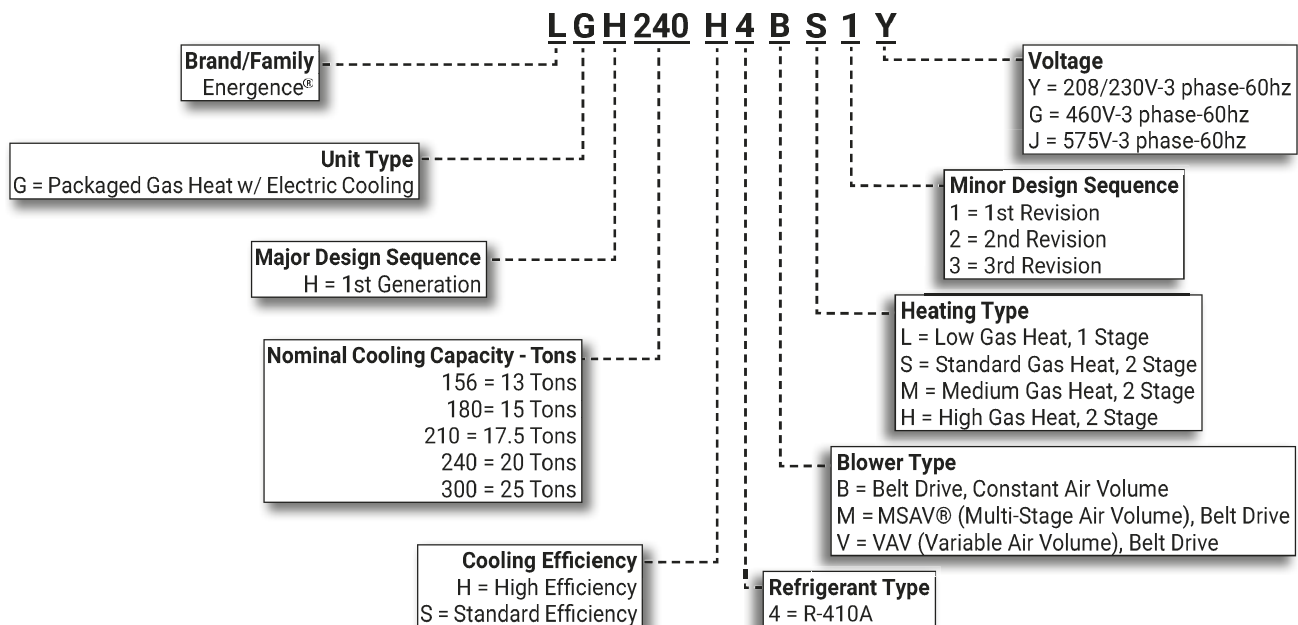 LGH240 H4BS1Y
Brand/Family
Energence®
Unit Type
G = Packaged Gas Heat w/ Electric Cooling
Major Design Sequence
H = 1st Generation
Nominal Cooling Capacity - Tons
156 = 13 Tons
180= 15 Tons
210 = 17.5 Tons
240 = 20 Tons
300 = 25 Tons
Cooling Efficiency
H = High Efficiency
S = Standard Efficiency
Voltage
Y = 208/230V-3 phase-60hz
G = 460V-3 phase-60hz
J = 575V-3 phase-60hz
Minor Design Sequence
1 = 1st Revision
2 = 2nd Revision
3 = 3rd Revision
Heating Type
L = Low Gas Heat, 1 Stage
S = Standard Gas Heat, 2 Stage
M = Medium Gas Heat, 2 Stage
H = High Gas Heat, 2 Stage
Blower Type
B = Belt Drive, Constant Air Volume
M = MSAV® (Multi-Stage Air Volume), Belt Drive
V = VAV (Variable Air Volume), Belt Drive
Refrigerant Type
4 = R-410A